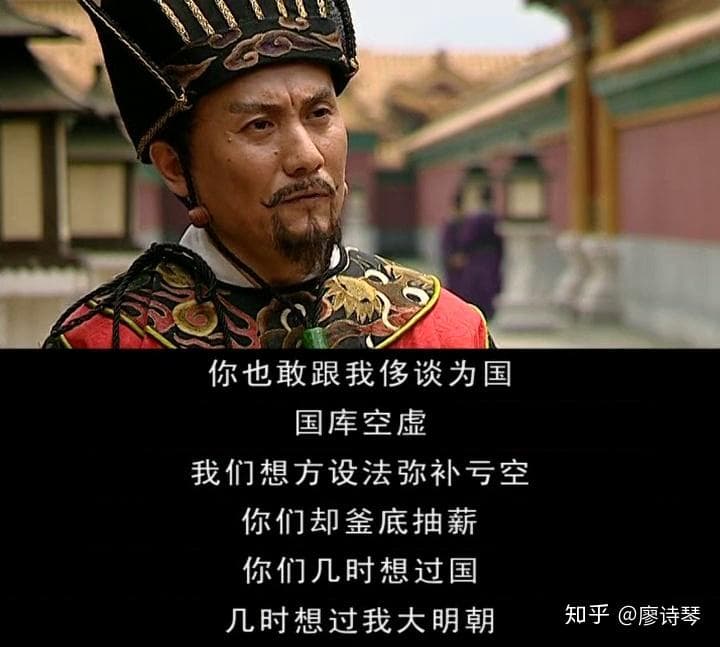 你也敢跟我侈谈为国
国库空虚
我们想方设法弥补亏空
你们却釜底抽薪
你们几时想过国
几时想过我大明朝
知乎 @廖诗琴